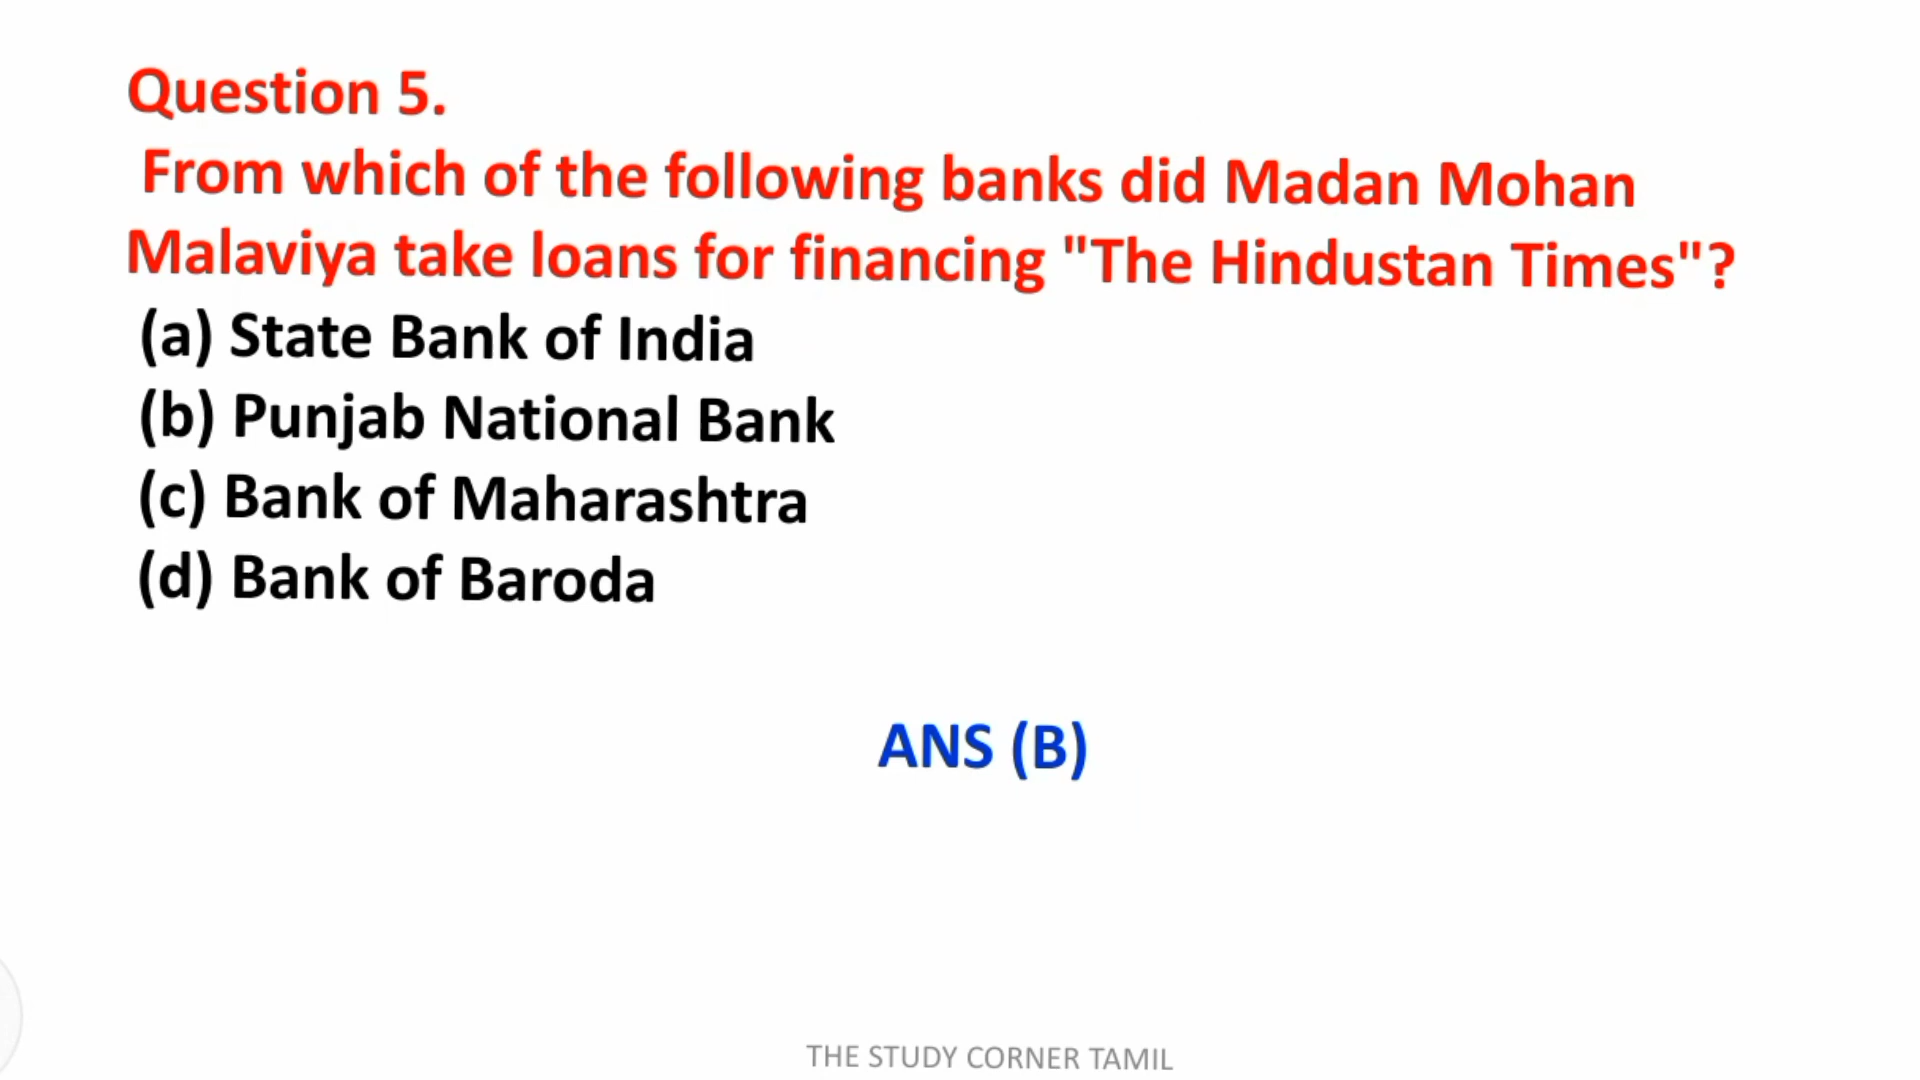 Question 5.
From which of the following banks did Madan Mohan
Malaviya take loans for financing "The Hindustan Times"?
(a) State Bank of India
(b) Punjab National Bank
(c) Bank of Maharashtra
(d) Bank of Baroda
ANS (B)
THE STUDY CORNER TAMIL